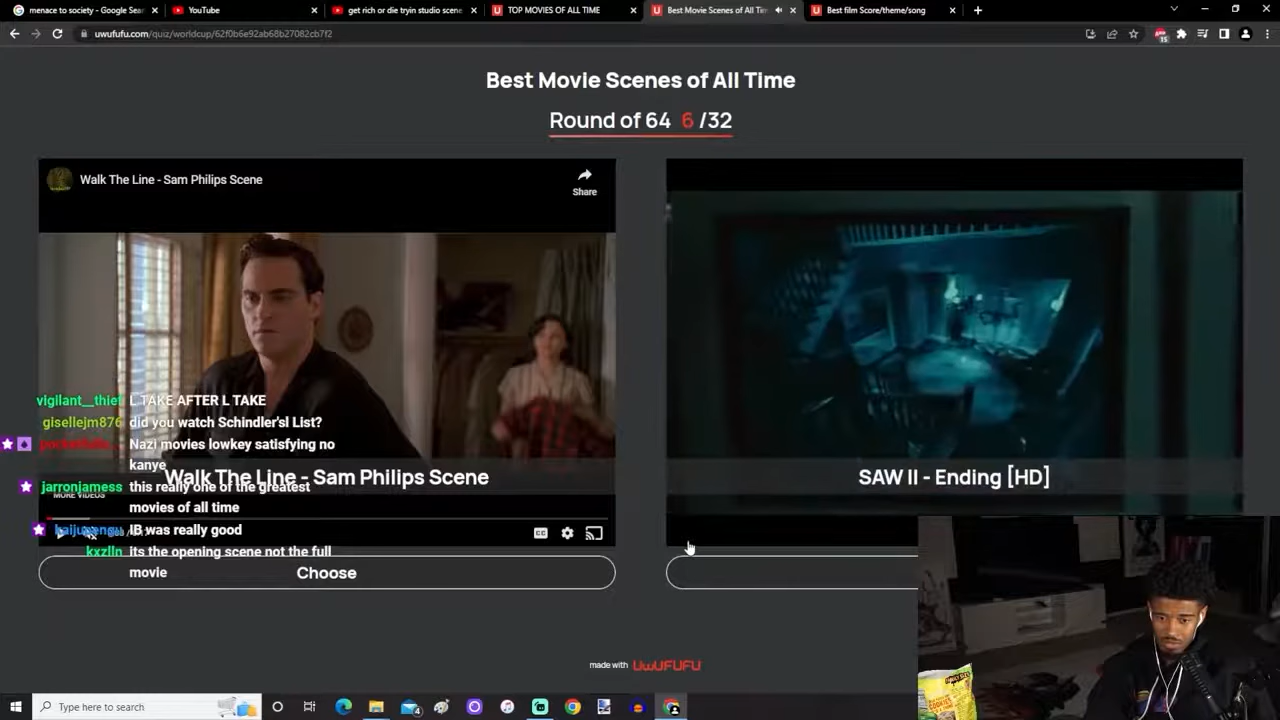 menace to society - Google Sear
YouTube
get rich or die tryin studio scene
TOP MOVIES OF ALL TIME
Best Movie Scenes of All Tim
Best film Score/theme/song
uwufufu.com/quiz/worldcup/62f0b6e92ab68b27082cb7f2
Best Movie Scenes of All Time
Round of 64 6 /32
Walk The Line - Sam Philips Scene
Share
vigilant__thief L TAKE AFTER L TAKE
gisellejm876 did you watch Schindler'sl List?
Nazi movies lowkey satisfying no
kanye
Walk The Line - Sam Philips Scene
SAW II - Ending [HD]
jarronjamess this really one of the greatest
MORE VIDEOS
movies of all time
IB was really good
CC
kxzlln its the opening scene not the full
movie
Choose
made with UWUFUFU
Type here to search